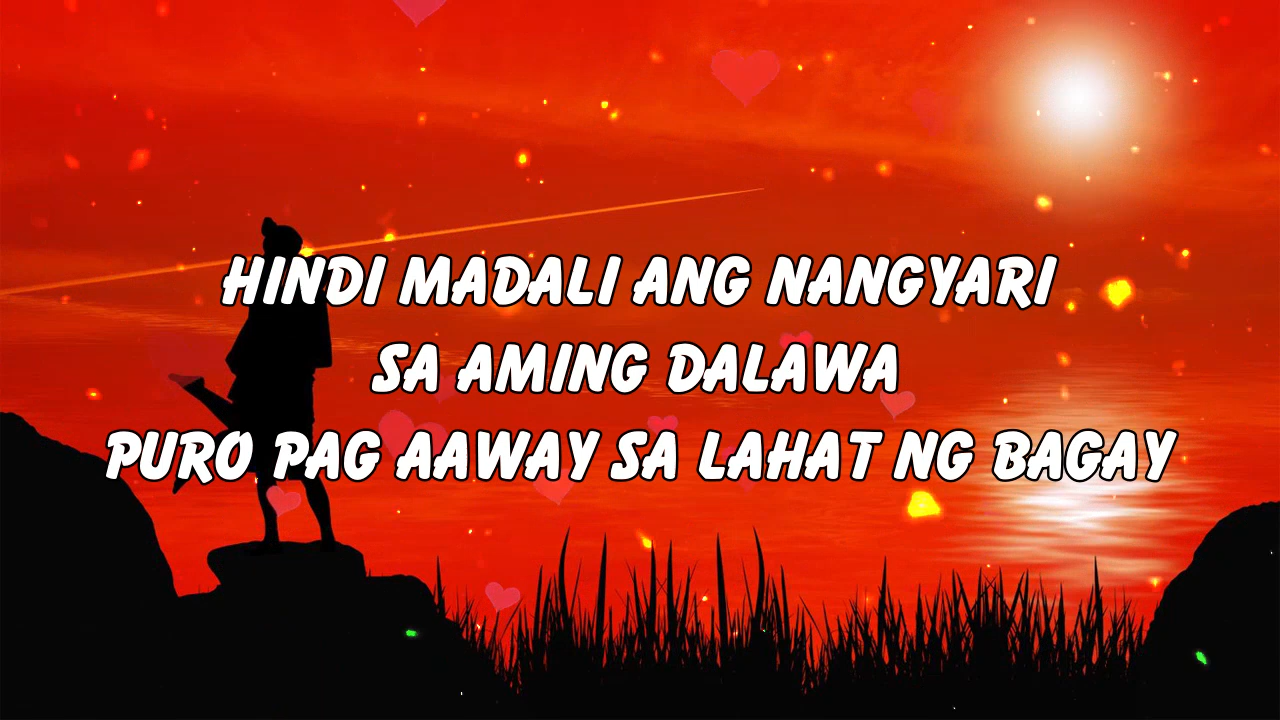 HINDI MADALI ANG NANGYARI
SA AMING DALAWA
PURO PAG AAWAY SA LAHAT NG BAGAY